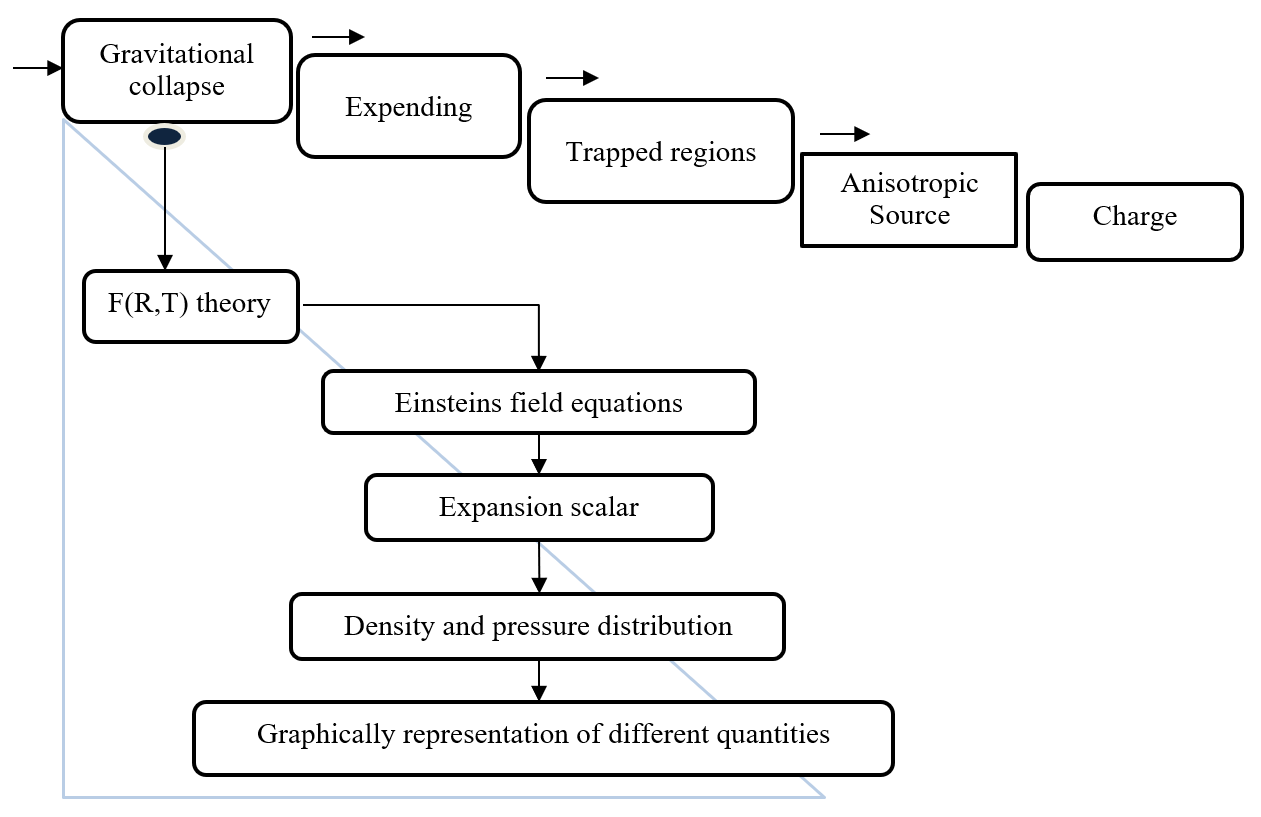 Gravitational
collapse
Expending
Trapped regions
Anisotropic
Source
Charge
F(R,T) theory
Einsteins field equations
Expansion scalar
Density and pressure distribution
Graphically representation of different quantities